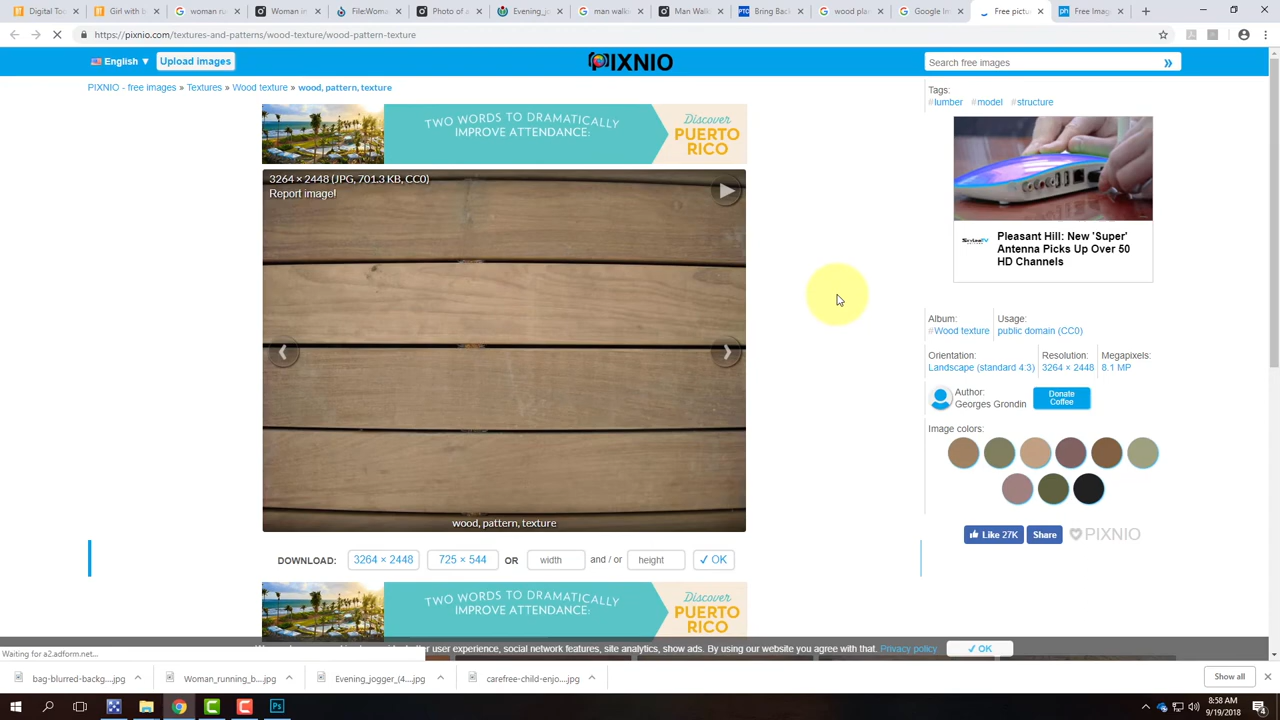 Digital Too
woman ru
Woman in
File:Wome
Photo of a
Evening_jo
man walki
Man Walk
Bring Back
wood plan
Google Im
Free pictur
Free Imag
https://pixnio.com/textures-and-patterns/wood-texture/wood-pattern-texture
English ▼
Upload images
PIXNIO
Search free images »
PIXNIO - free images » Textures » Wood texture » wood, pattern, texture
TWO WORDS TO DRAMATICALLY
IMPROVE ATTENDANCE:
Discover
PUERTO
RICO
3264 × 2448 (JPG, 701.3 KB, CC0)
Report image!
wood, pattern, texture
DOWNLOAD: 3264 × 2448 725 × 544 OR width and / or height ✓ OK
TWO WORDS TO DRAMATICALLY
IMPROVE ATTENDANCE:
Discover
PUERTO
RICO
Tags:
#lumber #model #structure
Pleasant Hill: New 'Super'
Antenna Picks Up Over 50
HD Channels
Album:
#Wood texture
Usage:
public domain (CC0)
Orientation:
Landscape (standard 4:3)
Resolution:
3264 × 2448
Megapixels:
8.1 MP
Author:
Georges Grondin
Donate
Coffee
Image colors:
Like 27K
Share
PIXNIO
user experience, social network features, site analytics, show ads. By using our website you agree with that. Privacy policy ✓ OK
Waiting for a2.adform.net...
bag-blurred-backg....jpg
Woman_running_b....jpg
Evening_jogger_(4....jpg
carefree-child-enjo....jpg
Show all
8:58 AM
9/19/2018
4